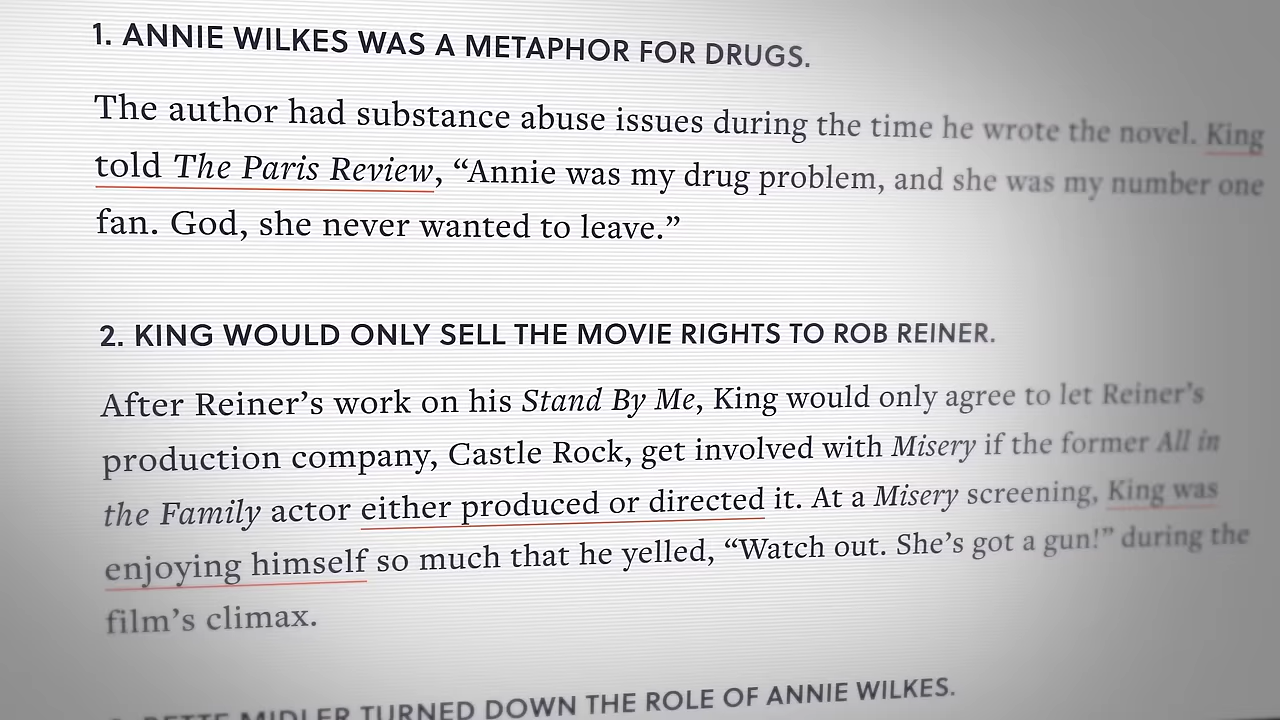 1. ANNIE WILKES WAS A METAPHOR FOR DRUGS.
The author had substance abuse issues during the time he wrote the novel. King
told The Paris Review, “Annie was my drug problem, and she was my number one
fan. God, she never wanted to leave.”
2. KING WOULD ONLY SELL THE MOVIE RIGHTS TO ROB REINER.
After Reiner’s work on his Stand By Me, King would only agree to let Reiner’s
production company, Castle Rock, get involved with Misery if the former All in
the Family actor either produced or directed it. At a Misery screening, King was
enjoying himself so much that he yelled, “Watch out. She’s got a gun!” during the
film’s climax.
BETTE MIDLER TURNED DOWN THE ROLE OF ANNIE WILKES.